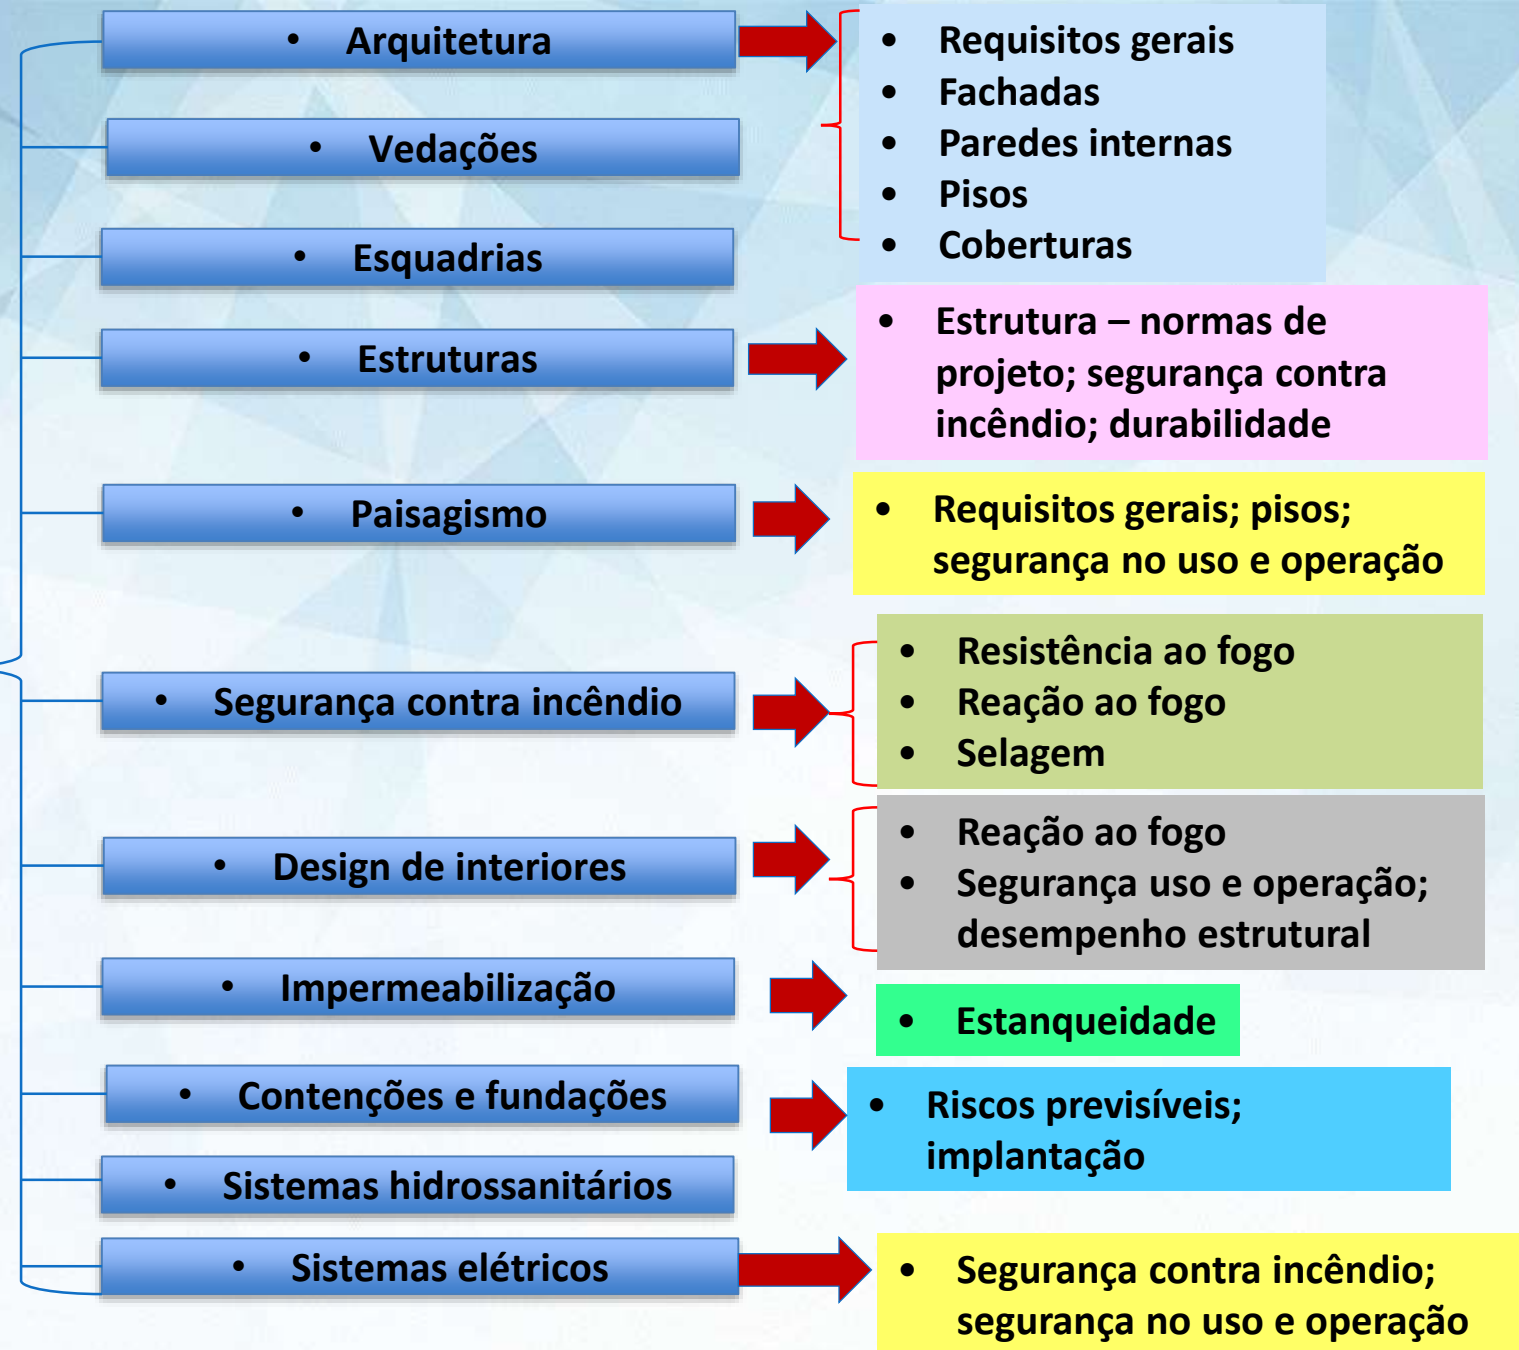 • Arquitetura
• Vedações
• Esquadrias
• Estruturas
• Paisagismo
• Segurança contra incêndio
• Design de interiores
• Impermeabilização
• Contenções e fundações
• Sistemas hidrossanitários
• Sistemas elétricos
• Requisitos gerais
• Fachadas
• Paredes internas
• Pisos
• Coberturas
• Estrutura – normas de
projeto; segurança contra
incêndio; durabilidade
• Requisitos gerais; pisos;
segurança no uso e operação
• Resistência ao fogo
• Reação ao fogo
• Selagem
• Reação ao fogo
• Segurança uso e operação;
desempenho estrutural
• Estanqueidade
• Riscos previsíveis;
implantação
• Segurança contra incêndio;
segurança no uso e operação